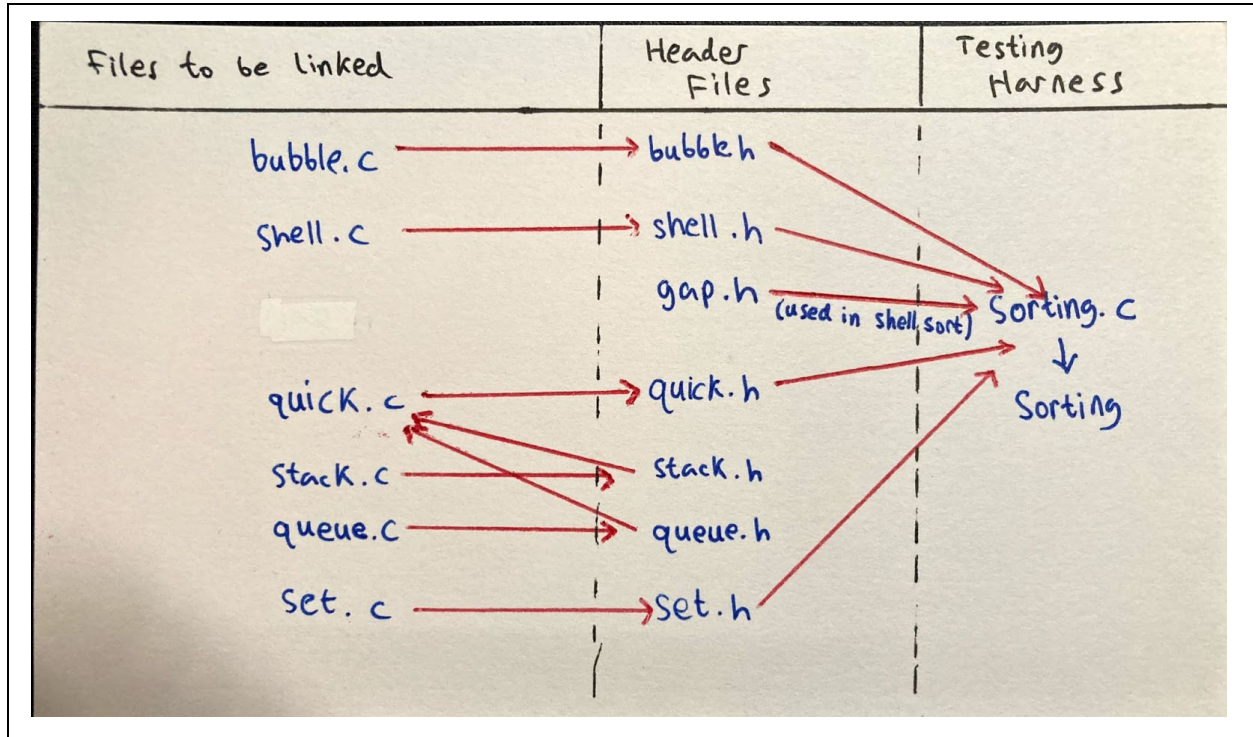 Files to be linked
Header
Files
Testing
Harness
bubble.c
bubble.h
shell.c
shell.h
gap.h
(used in shell sort)
Sorting.c
quick.c
quick.h
Sorting
stack.c
stack.h
queue.c
queue.h
set.c
set.h